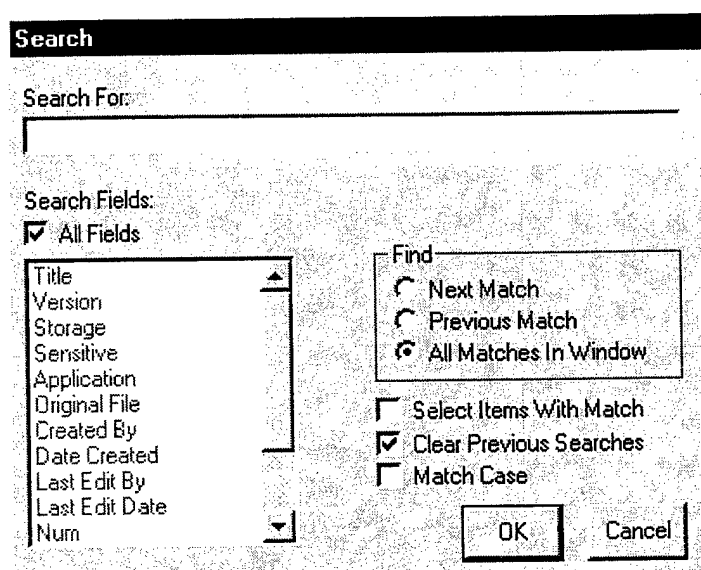 Search
Search For:
Search Fields:
All Fields
Title
Version
Storage
Sensitive
Application
Original File
Created By
Date Created
Last Edit By
Last Edit Date
Num
Find
Next Match
Previous Match
All Matches In Window
Select Items With Match
Clear Previous Searches
Match Case
OK
Cancel